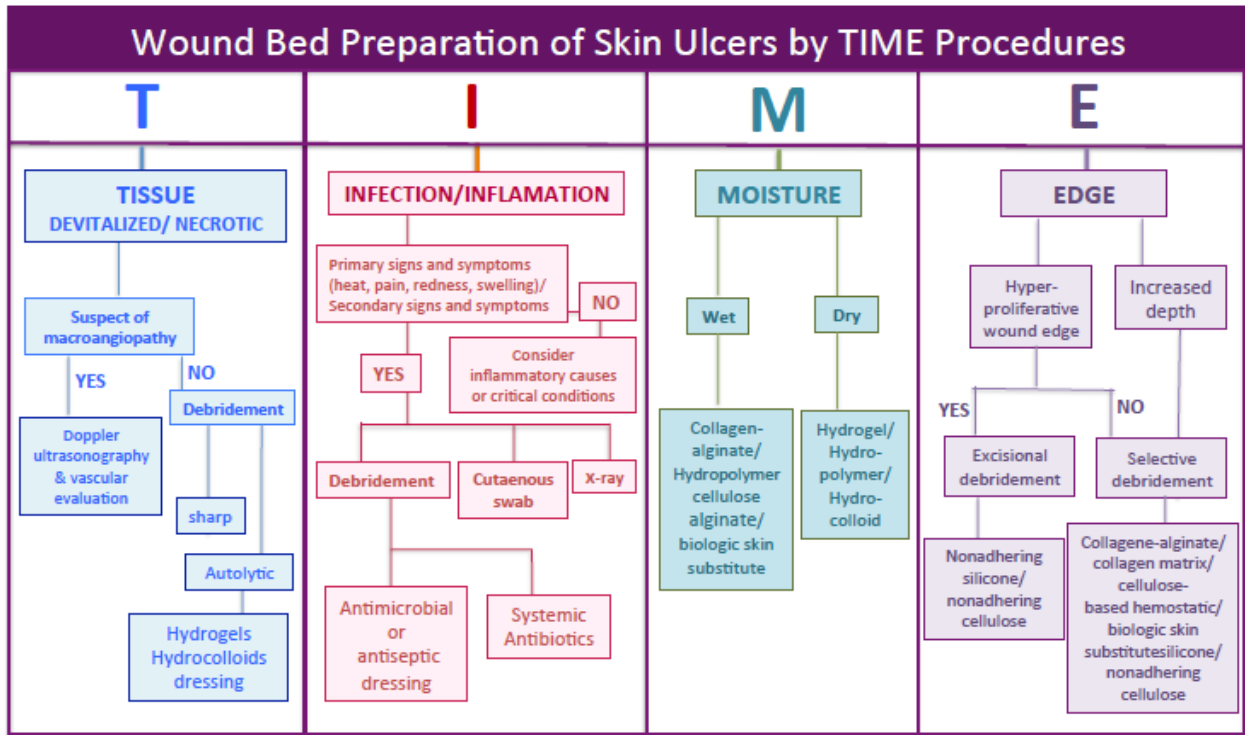 Wound Bed Preparation of Skin Ulcers by TIME Procedures
T
TISSUE
DEVITALIZED/ NECROTIC
Suspect of
macroangiopathy
YES
NO
Doppler
ultrasonography
& vascular
evaluation
Debridement
sharp
Autolytic
Hydrogels
Hydrocolloids
dressing
I
INFECTION/INFLAMATION
Primary signs and symptoms
(heat, pain, redness, swelling)/
Secondary signs and symptoms
NO
YES
Consider
inflammatory causes
or critical conditions
Debridement
Cutaenous
swab
X-ray
Antimicrobial
or
antiseptic
dressing
Systemic
Antibiotics
M
MOISTURE
Wet
Dry
Collagen-
alginate/
Hydropolymer
cellulose
alginate/
biologic skin
substitute
Hydrogel/
Hydro-
polymer/
Hydro-
colloid
E
EDGE
Hyper-
proliferative
wound edge
Increased
depth
YES
NO
Excisional
debridement
Selective
debridement
Nonadhering
silicone/
nonadhering
cellulose
Collagene-alginate/
collagen matrix/
cellulose-
based hemostatic/
biologic skin
substitutesilicone/
nonadhering
cellulose